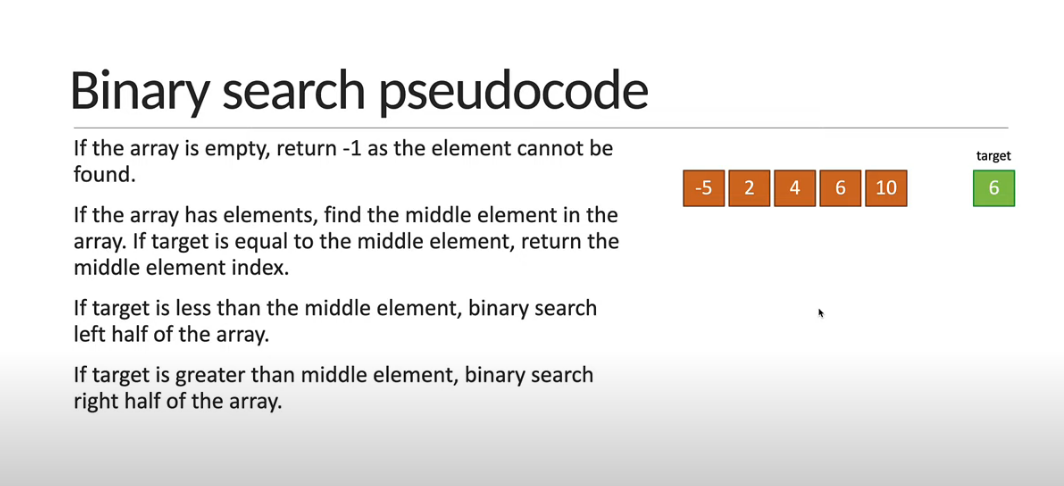 Binary search pseudocode
If the array is empty, return -1 as the element cannot be
found.
If the array has elements, find the middle element in the
array. If target is equal to the middle element, return the
middle element index.
If target is less than the middle element, binary search
left half of the array.
If target is greater than middle element, binary search
right half of the array.
target
-5 2 4 6 10 6